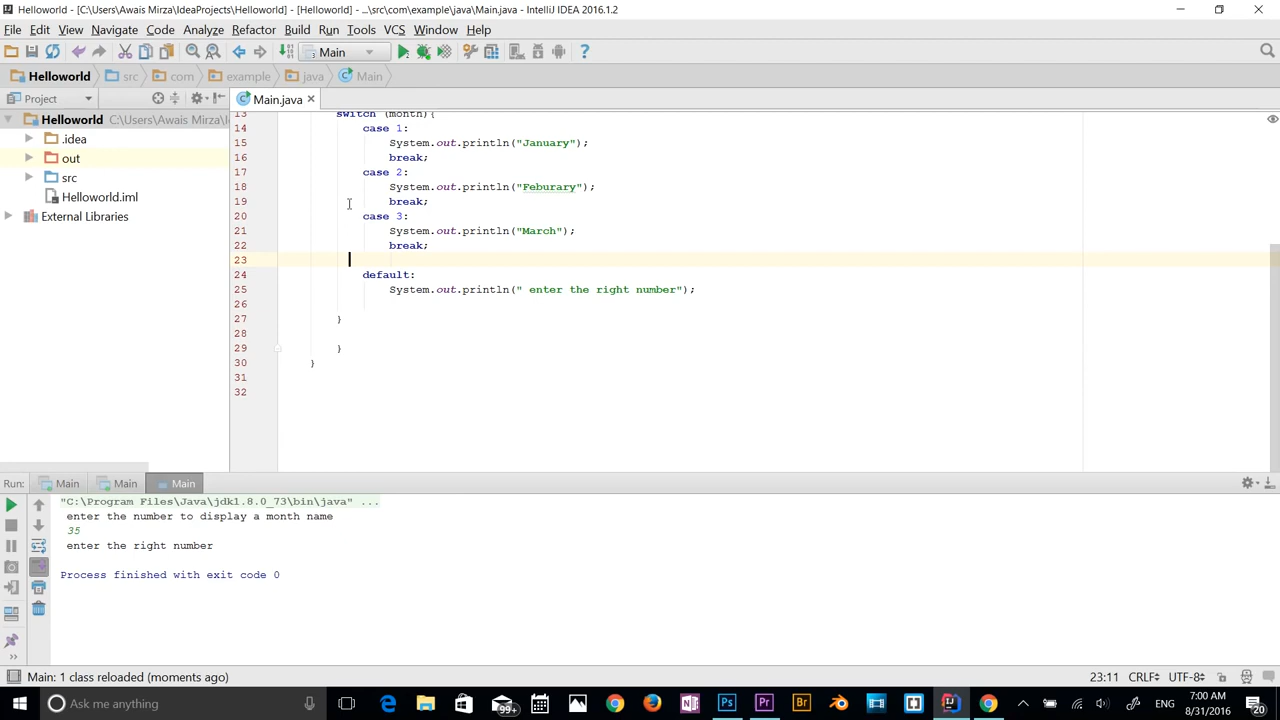 Helloworld - [C:\Users\Awais Mirza\IdeaProjects\Helloworld] - [Helloworld] - ...\src\com\example\java\Main.java - IntelliJ IDEA 2016.1.2
File Edit View Navigate Code Analyze Refactor Build Run Tools VCS Window Help
Main
Helloworld src com example java Main
Project Main.java
Helloworld C:\Users\Awais Mirza\I
.idea
out
src
Helloworld.iml
External Libraries
13 switch (month){
14 case 1:
15 System.out.println("January");
16 break;
17 case 2:
18 System.out.println("Feburary");
19 break;
20 case 3:
21 System.out.println("March");
22 break;
23
24 default:
25 System.out.println(" enter the right number");
26
27 }
28
29 }
30 }
31
32
Run: Main Main Main
"C:\Program Files\Java\jdk1.8.0_73\bin\java" ...
enter the number to display a month name
35
enter the right number
Process finished with exit code 0
Main: 1 class reloaded (moments ago) 23:11 CRLF UTF-8
Ask me anything 99+ Br ENG 7:00 AM
8/31/2016 20